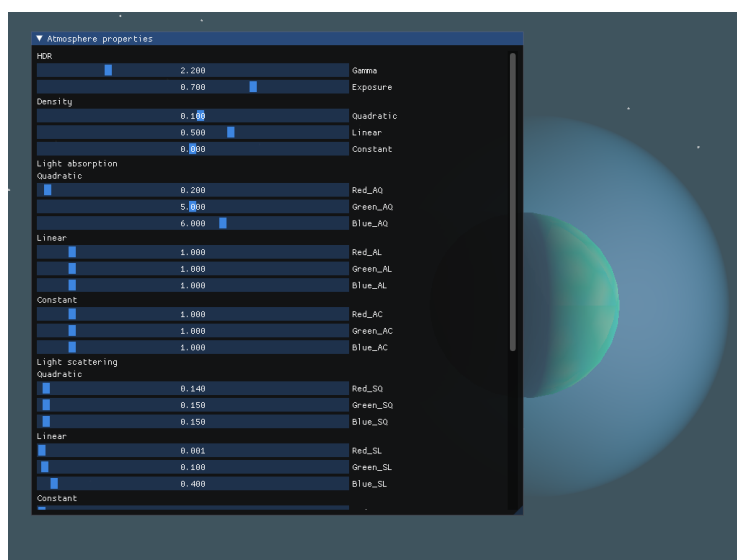 ▼ Atmosphere properties
HDR
2.200 Gamma
0.700 Exposure
Density
0.100 Quadratic
0.500 Linear
0.000 Constant
Light absorption
Quadratic
0.200 Red_AQ
5.000 Green_AQ
6.000 Blue_AQ
Linear
1.000 Red_AL
1.000 Green_AL
1.000 Blue_AL
Constant
1.000 Red_AC
1.000 Green_AC
1.000 Blue_AC
Light scattering
Quadratic
0.140 Red_SQ
0.150 Green_SQ
0.150 Blue_SQ
Linear
0.001 Red_SL
0.100 Green_SL
0.400 Blue_SL
Constant